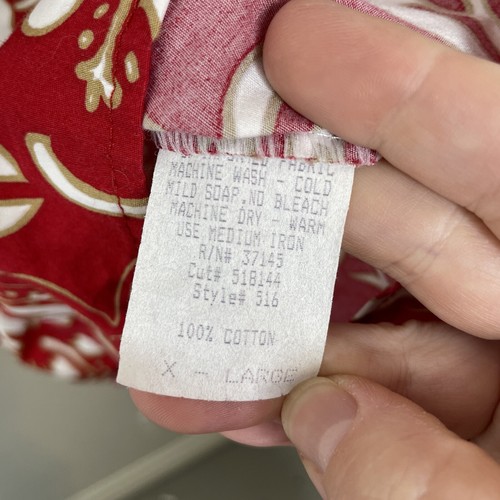 FABRIC
MACHINE WASH - COLD
MILD SOAP, NO BLEACH
MACHINE DRY - WARM
USE MEDIUM IRON
R/N# 37145
Cut# 518144
Style# 516
100% COTTON
X - LARGE